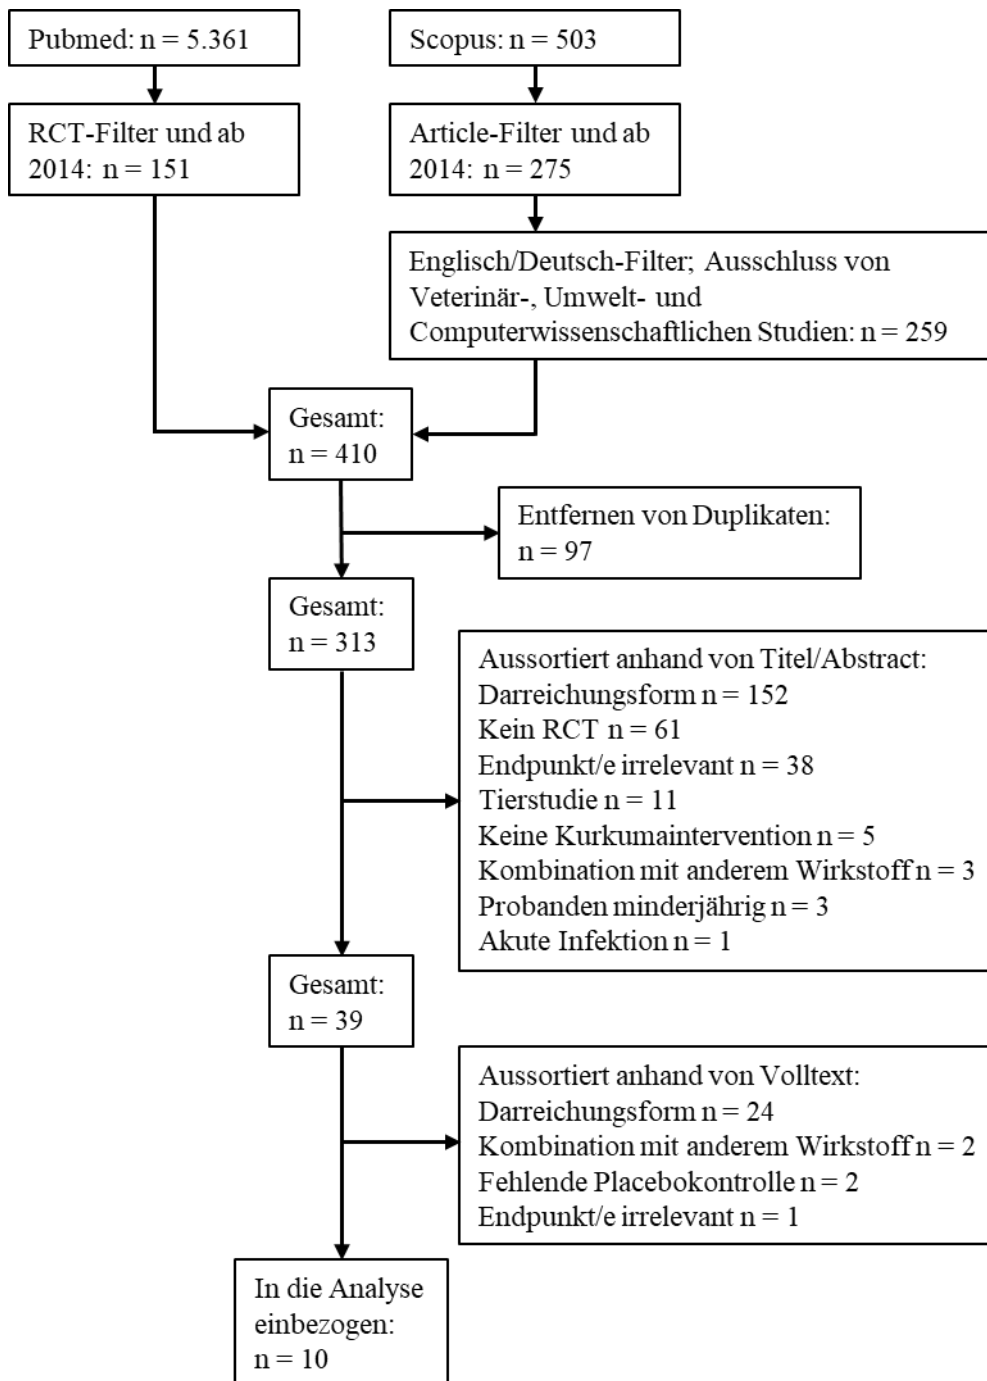 Pubmed: n = 5.361
Scopus: n = 503
RCT-Filter und ab
2014: n = 151
Article-Filter und ab
2014: n = 275
Englisch/Deutsch-Filter; Ausschluss von
Veterinär-, Umwelt- und
Computerwissenschaftlichen Studien: n = 259
Gesamt:
n = 410
Entfernen von Duplikaten:
n = 97
Gesamt:
n = 313
Aussortiert anhand von Titel/Abstract:
Darreichungsform n = 152
Kein RCT n = 61
Endpunkt/e irrelevant n = 38
Tierstudie n = 11
Keine Kurkumaintervention n = 5
Kombination mit anderem Wirkstoff n = 3
Probanden minderjährig n = 3
Akute Infektion n = 1
Gesamt:
n = 39
Aussortiert anhand von Volltext:
Darreichungsform n = 24
Kombination mit anderem Wirkstoff n = 2
Fehlende Placebokontrolle n = 2
Endpunkt/e irrelevant n = 1
In die Analyse
einbezogen:
n = 10